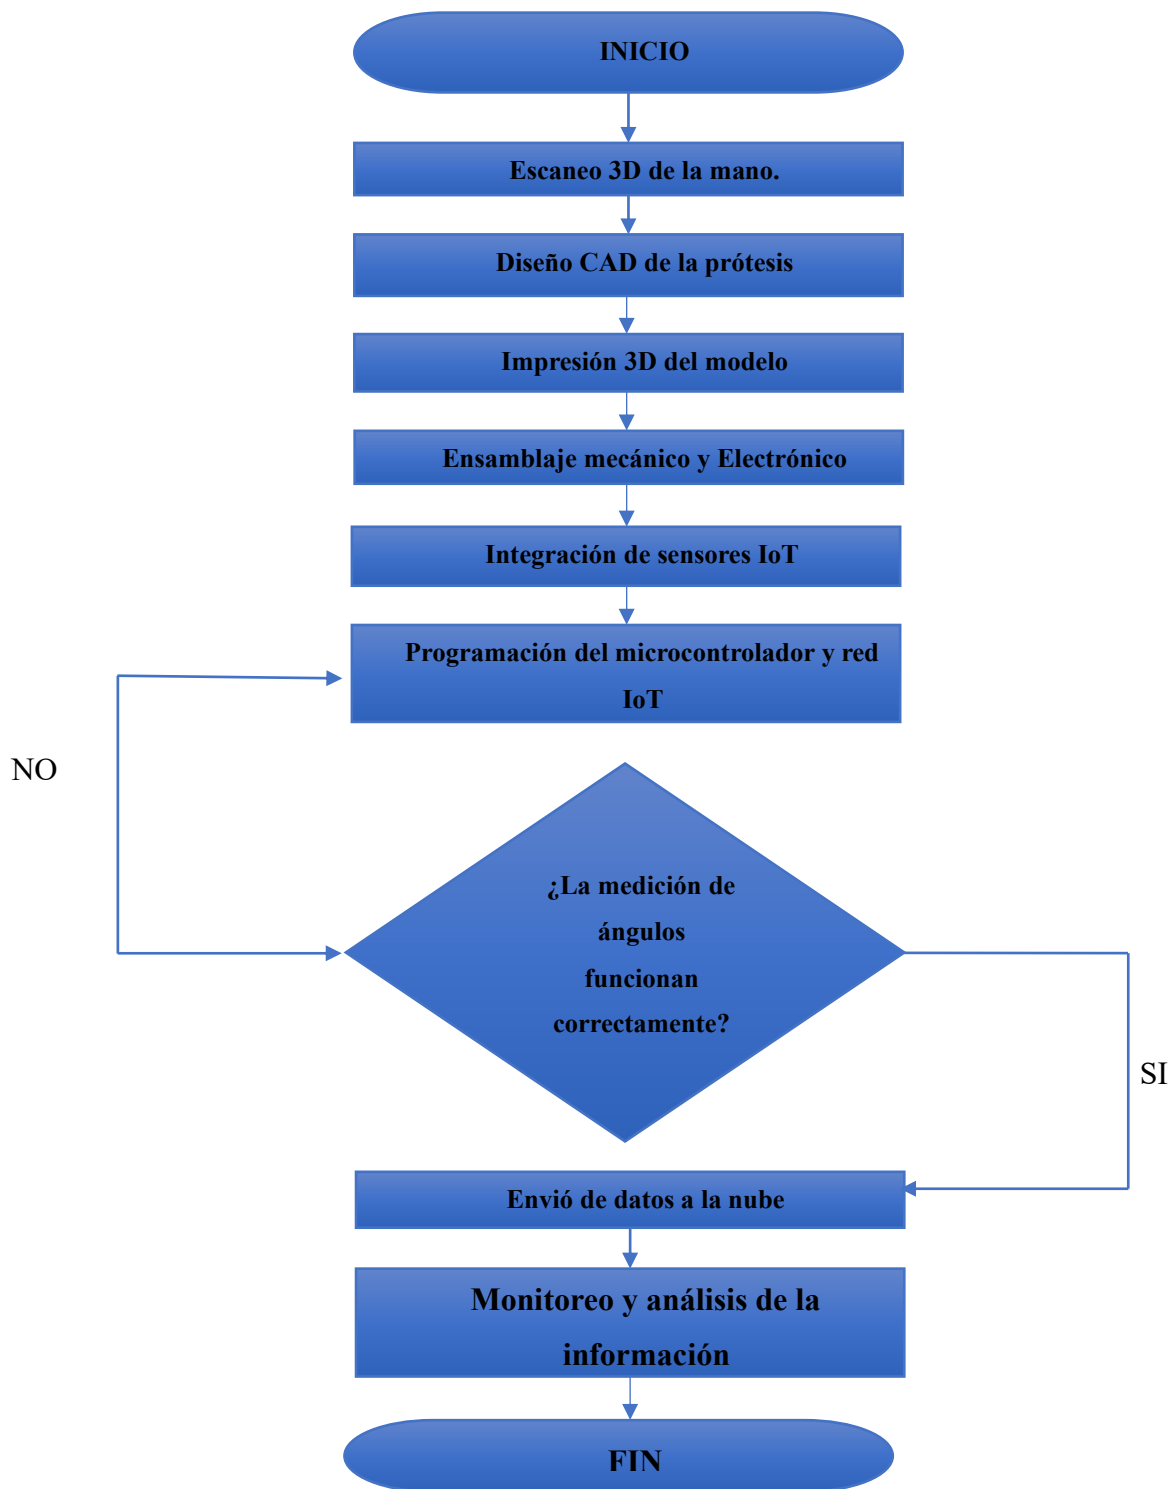 INICIO
Escaneo 3D de la mano.
Diseño CAD de la prótesis
Impresión 3D del modelo
Ensamblaje mecánico y Electrónico
Integración de sensores IoT
Programación del microcontrolador y red
IoT
NO
¿La medición de
ángulos
funcionan
correctamente?
SI
Envió de datos a la nube
Monitoreo y análisis de la
información
FIN